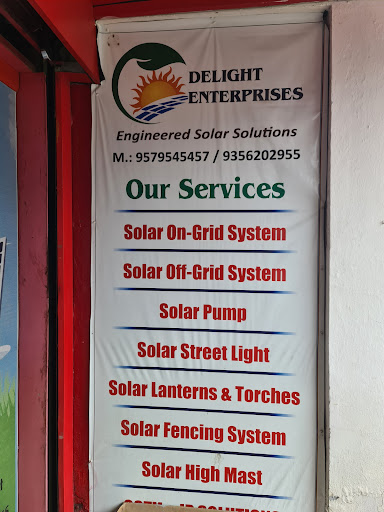 DELIGHT
ENTERPRISES
Engineered Solar Solutions
M.: 9579545457 / 9356202955
Our Services
Solar On-Grid System
Solar Off-Grid System
Solar Pump
Solar Street Light
Solar Lanterns & Torches
Solar Fencing System
Solar High Mast
SOLUTIONS